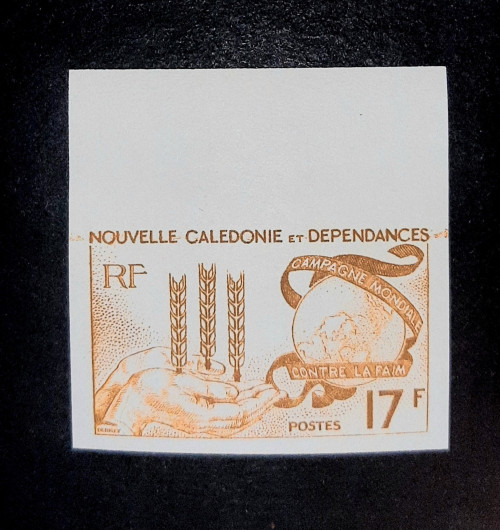 NOUVELLE CALEDONIE ET DEPENDANCES
RF
CAMPAGNE MONDIALE
CONTRE LA FAIM
POSTES 17F